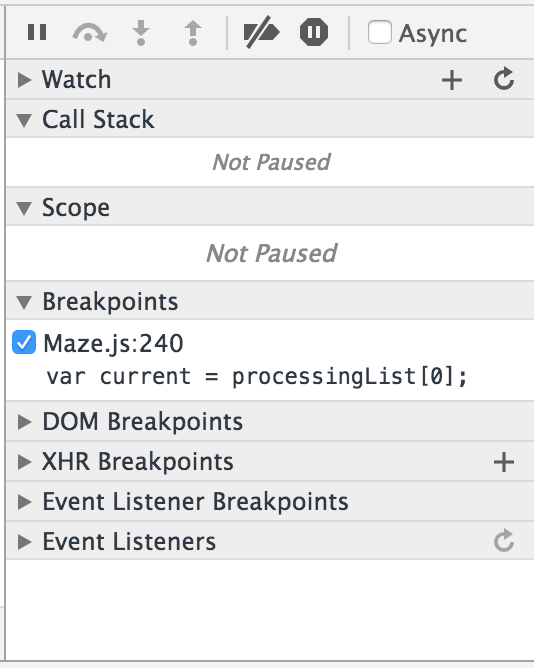 Async
Watch
Call Stack
Not Paused
Scope
Not Paused
Breakpoints
Maze.js:240
var current = processingList[0];
DOM Breakpoints
XHR Breakpoints
Event Listener Breakpoints
Event Listeners